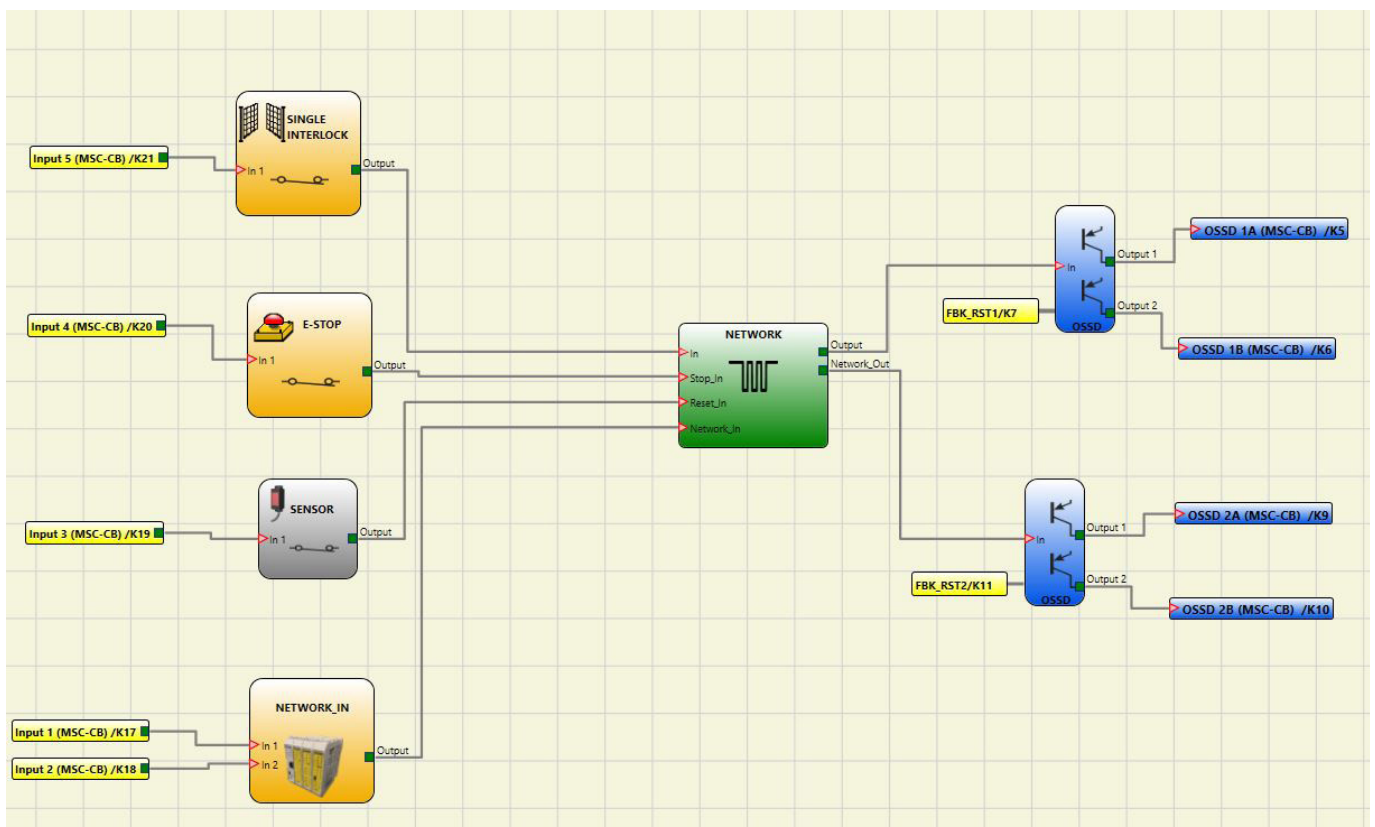 SINGLE
INTERLOCK
Input 5 (MSC-CB) /K21
In 1
Output
E-STOP
Input 4 (MSC-CB) /K20
In 1
Output
SENSOR
Input 3 (MSC-CB) /K19
In 1
Output
NETWORK_IN
Input 1 (MSC-CB) /K17
Input 2 (MSC-CB) /K18
In 1
In 2
Output
NETWORK
In
Stop_In
Reset_In
Network_In
Output
Network_Out
In
Output 1
Output 2
OSSD
FBK_RST1/K7
OSSD 1A (MSC-CB) /K5
OSSD 1B (MSC-CB) /K6
In
Output 1
Output 2
OSSD
FBK_RST2/K11
OSSD 2A (MSC-CB) /K9
OSSD 2B (MSC-CB) /K10